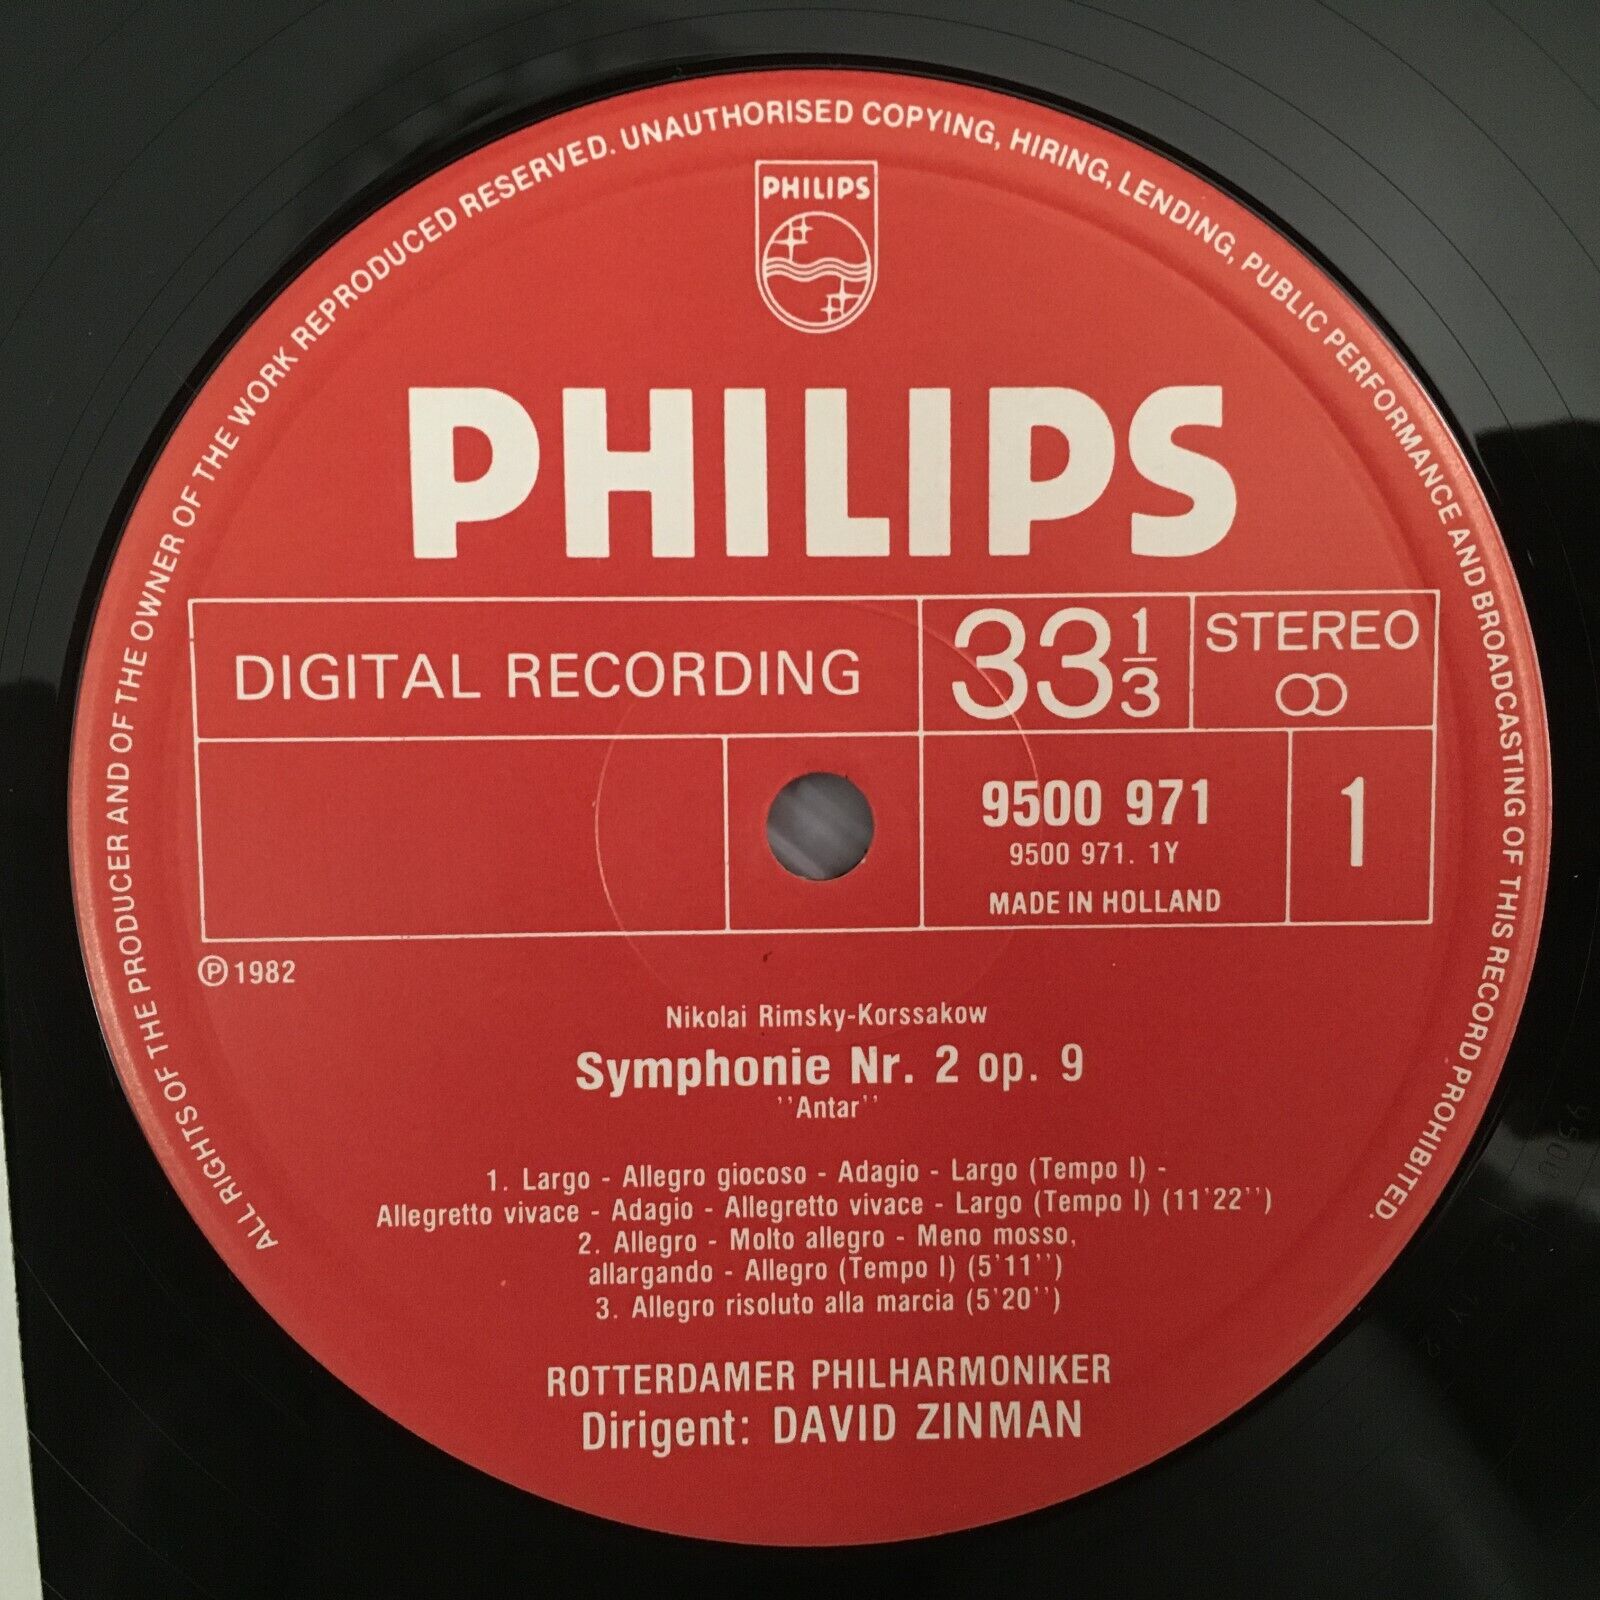 ALL RIGHTS OF THE PRODUCER AND OF THE OWNER OF THE WORK REPRODUCED RESERVED. UNAUTHORISED COPYING, HIRING, LENDING, PUBLIC PERFORMANCE AND BROADCASTING OF THIS RECORD PROHIBITED.
PHILIPS
PHILIPS
DIGITAL RECORDING
33 1/3
STEREO
9500 971
9500 971. 1Y
MADE IN HOLLAND
1
Ⓟ 1982
Nikolai Rimsky-Korssakow
Symphonie Nr. 2 op. 9
''Antar''
1. Largo - Allegro giocoso - Adagio - Largo (Tempo I) -
Allegretto vivace - Adagio - Allegretto vivace - Largo (Tempo I) (11'22'')
2. Allegro - Molto allegro - Meno mosso,
allargando - Allegro (Tempo I) (5'11'')
3. Allegro risoluto alla marcia (5'20'')
ROTTERDAMER PHILHARMONIKER
Dirigent: DAVID ZINMAN